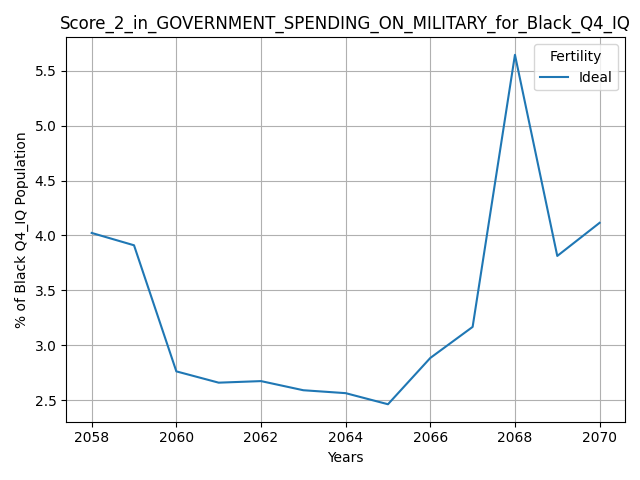 Score_2_in_GOVERNMENT_SPENDING_ON_MILITARY_for_Black_Q4_IQ
Fertility
Ideal
% of Black Q4_IQ Population
5.5
5.0
4.5
4.0
3.5
3.0
2.5
2058 2060 2062 2064 2066 2068 2070
Years